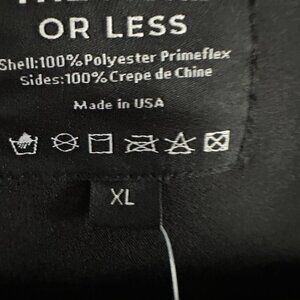 OR LESS
Shell:100%Polyester Primeflex
Sides:100%Crepe de Chine
Made in USA
XL